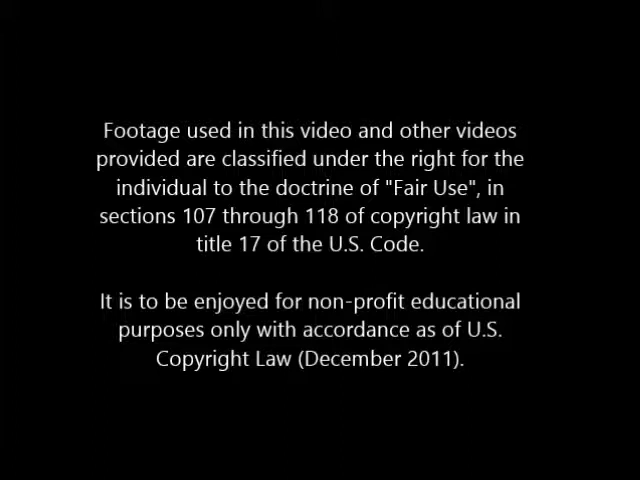 Footage used in this video and other videos
provided are classified under the right for the
individual to the doctrine of "Fair Use", in
sections 107 through 118 of copyright law in
title 17 of the U.S. Code.
It is to be enjoyed for non-profit educational
purposes only with accordance as of U.S.
Copyright Law (December 2011).